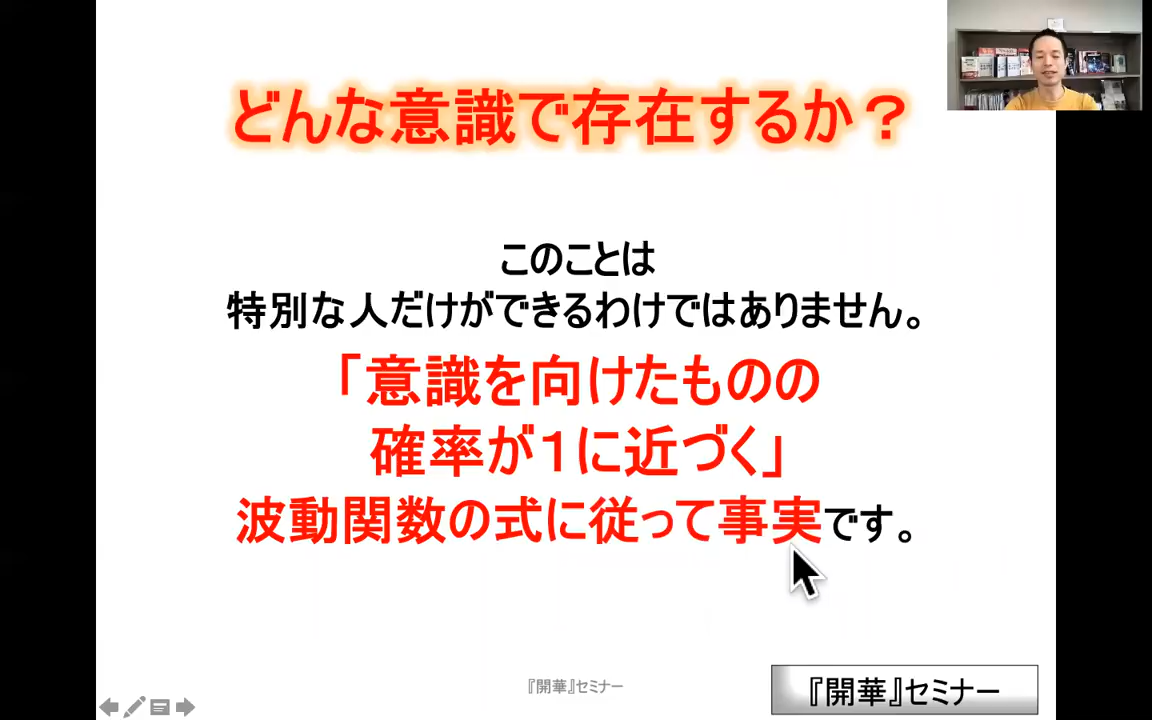 どんな意識で存在するか？
このことは
特別な人だけができるわけではありません。
「意識を向けたものの
確率が１に近づく」
波動関数の式に従って事実です。
『開華』セミナー
『開華』セミナー